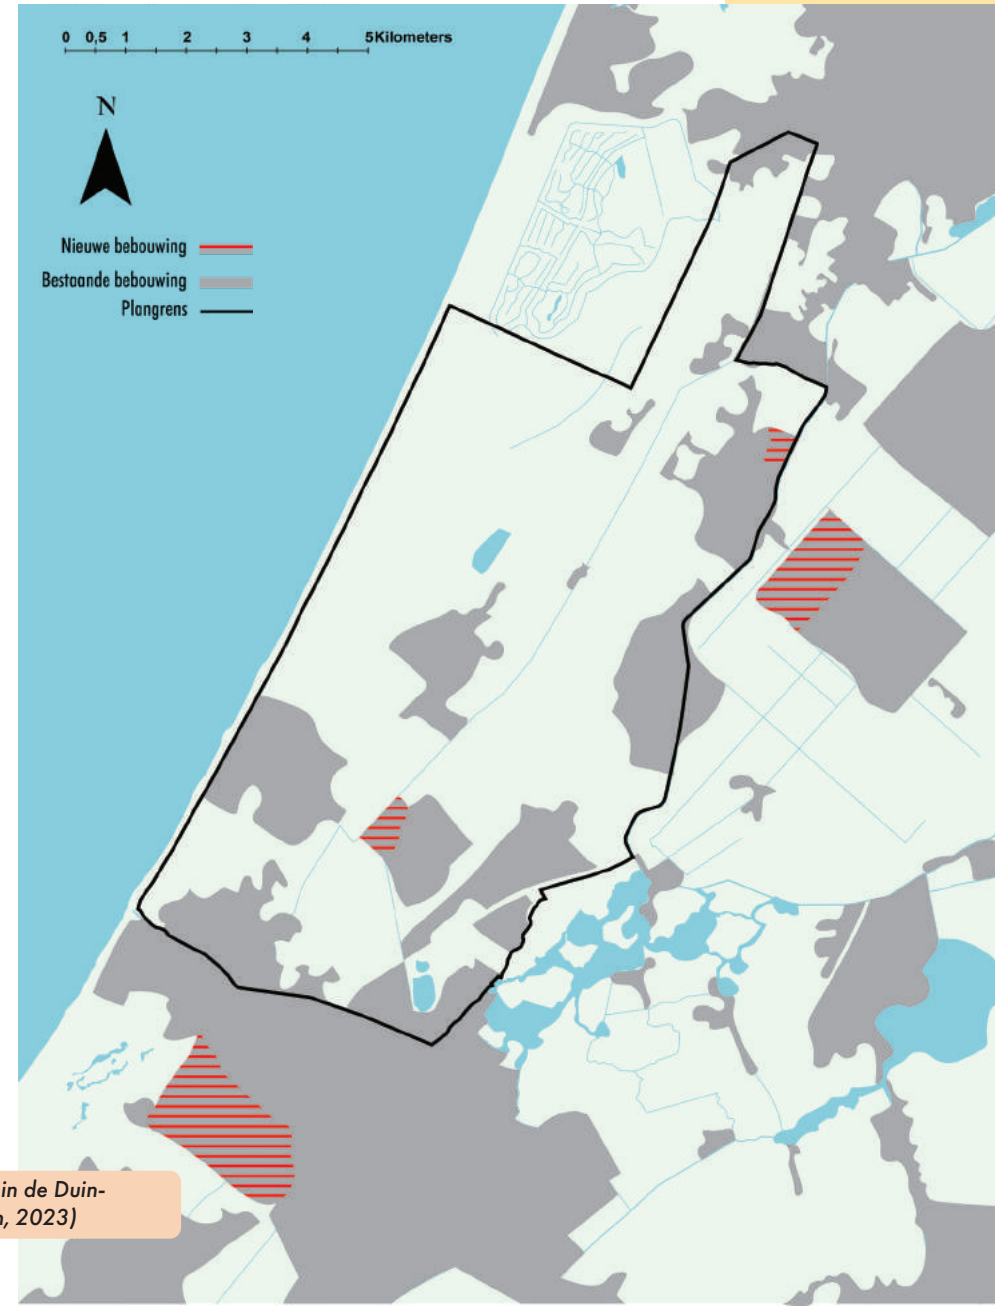 0 0,5 1 2 3 4 5Kilometers
N
Nieuwe bebouwing
Bestaande bebouwing
Plangrens
in de Duin-
, 2023)